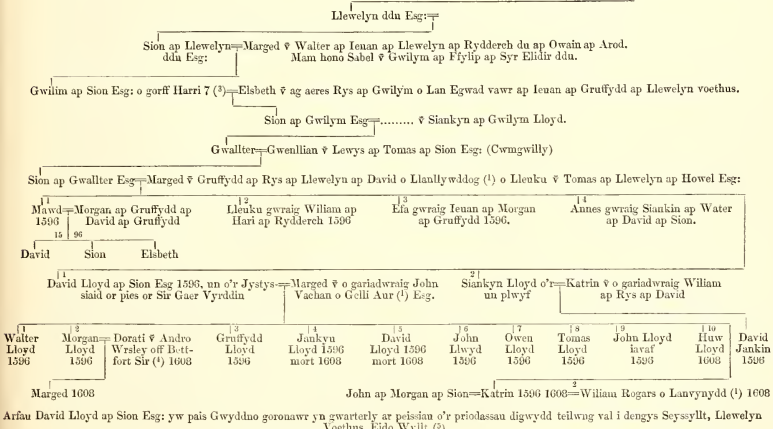 Llewelyn ddn Esg:
Sion ap Llewelyn Marged ṽ Walter ap Ieuan ap Llewelyn ap Rydderch du ap Owain ap Arod.
ddu Esg: Mam hono Sabel ṽ Gwilym ap Ffylip ap Syr Elidir ddu.
Gwilim ap Sion Esg: o gorff Harri 7 (³) Elsbeth ṽ ag aeres Rys ap Gwilym o Lan Egwad vawr ap Ieuan ap Gruffydd ap Llewelyn voethus.
Sion ap Gwilym Esg ......... ṽ Siankyn ap Gwilym Lloyd.
Gwallter Gwenllian ṽ Lewys ap Tomas ap Sion Esg: (Cwmgwilly)
Sion ap Gwallter Esg Marged ṽ Gruffydd ap Rys ap Llewelyn ap David o Llanllywddog (¹) o Lleuku ṽ Tomas ap Llewelyn ap Howel Esg:
1 2 3 4
Mawd Morgan ap Gruffydd ap Lleuku gwraig Wiliam ap Efa gwraig Ieuan ap Morgan Annes gwraig Siankin ap Water
1596 David ap Gruffydd Hari ap Rydderch 1596 ap Gruffydd 1596. ap David ap Sion.
15 96
David Sion Elsbeth
1 2
David Lloyd ap Sion Esg 1596, un o'r Jystys- Marged ṽ o gariadwraig John Siankyn Lloyd o'r Katrin ṽ o gariadwraig Wiliam
siaid or pies or Sir Gaer Vyrddin Vachan o Gelli Aur (¹) Esg. un plwyf ap Rys ap David
1 2 3 4 5 6 7 8 9 10
Walter Morgan Dorati ṽ Andro Gruffydd Jankyn David John Owen Tomas John Lloyd Huw David
Lloyd Lloyd Wrsley off Bett- Lloyd Lloyd 1596 Lloyd 1596 Llwyd Lloyd Lloyd iavaf Lloyd Jankin
1596 1596 fort Sir (⁴) 1608 1596 mort 1608 mort 1608 1596 1596 1596 1596 1608 1596
Marged 1608 John ap Morgan ap Sion Katrin 1596 1608 2 Wiliam Rogars o Lanvynydd (¹) 1608
Arfau David Lloyd ap Sion Esg: yw pais Gwyddno goronawr yn gwarterly ar peissiau o'r priodassau digwydd teilwng val i dengys Seyssyllt, Llewelyn
Voethus, Eido Wyllt (⁵).